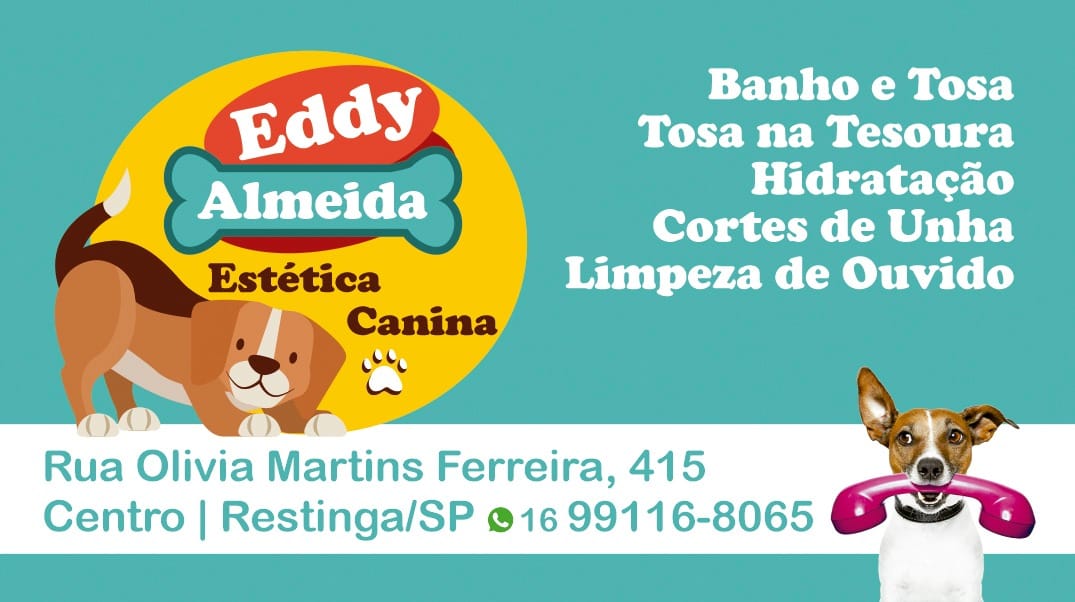 Eddy
Almeida
Estética
Canina
Banho e Tosa
Tosa na Tesoura
Hidratação
Cortes de Unha
Limpeza de Ouvido
Rua Olivia Martins Ferreira, 415
Centro | Restinga/SP 16 99116-8065